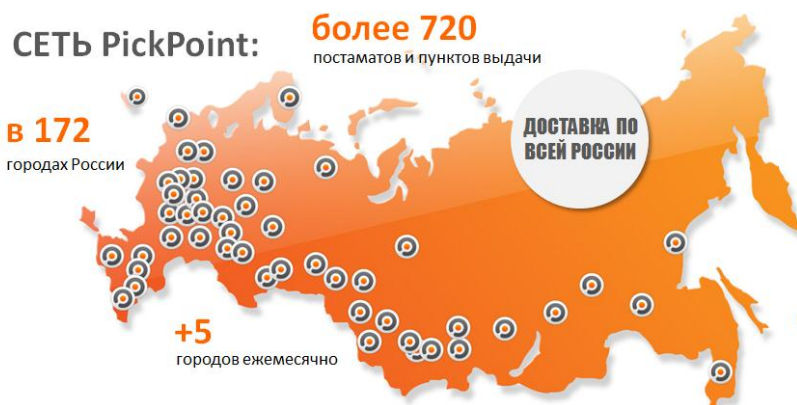 СЕТЬ PickPoint:
более 720
постаматов и пунктов выдачи
в 172
городах России
ДОСТАВКА ПО
ВСЕЙ РОССИИ
+5
городов ежемесячно